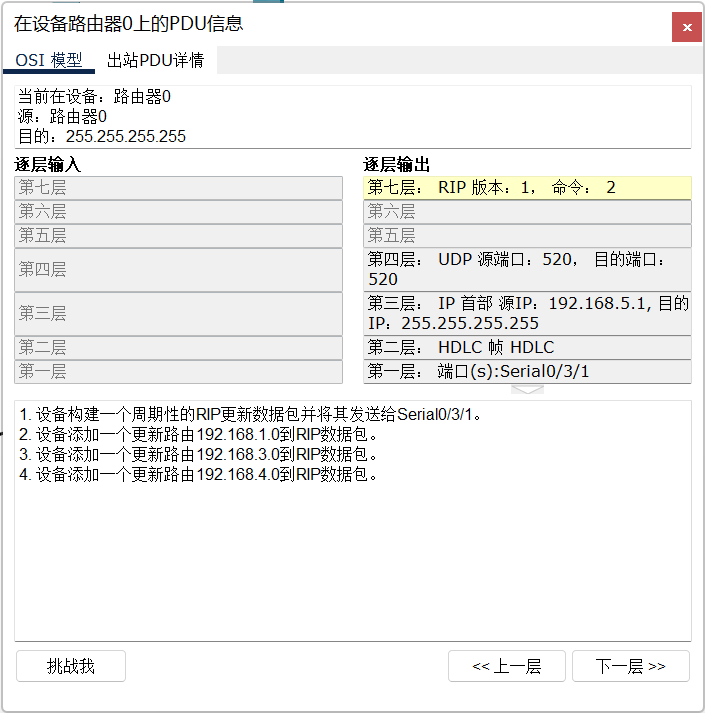 在设备路由器0上的PDU信息
×
OSI 模型
出站PDU详情
当前在设备：路由器0
源：路由器0
目的：255.255.255.255
逐层输入
第七层
第六层
第五层
第四层
第三层
第二层
第一层
逐层输出
第七层： RIP 版本：1， 命令： 2
第六层
第五层
第四层： UDP 源端口：520， 目的端口：
520
第三层： IP 首部 源IP：192.168.5.1, 目的
IP：255.255.255.255
第二层： HDLC 帧 HDLC
第一层： 端口(s):Serial0/3/1
1. 设备构建一个周期性的RIP更新数据包并将其发送给Serial0/3/1。
2. 设备添加一个更新路由192.168.1.0到RIP数据包。
3. 设备添加一个更新路由192.168.3.0到RIP数据包。
4. 设备添加一个更新路由192.168.4.0到RIP数据包。
挑战我
<< 上一层
下一层 >>